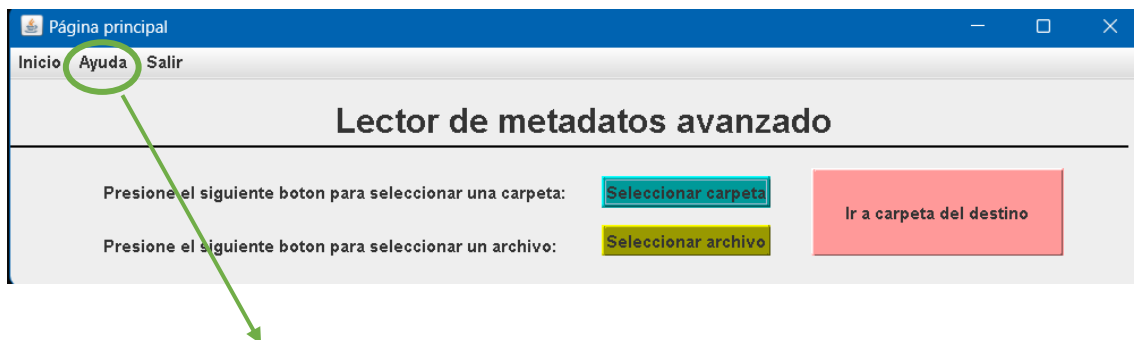 Página principal
Inicio Ayuda Salir
Lector de metadatos avanzado
Presione el siguiente boton para seleccionar una carpeta: Seleccionar carpeta
Ir a carpeta del destino
Presione el siguiente boton para seleccionar un archivo: Seleccionar archivo